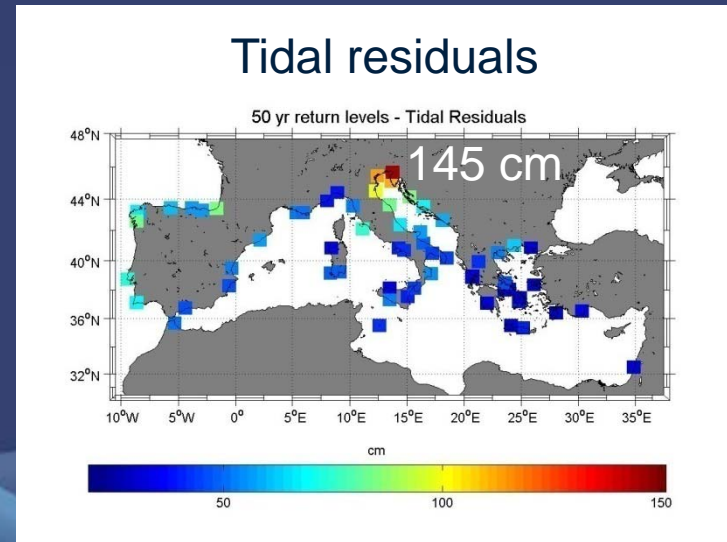 Tidal residuals
50 yr return levels - Tidal Residuals
145 cm
48°N
44°N
40°N
36°N
32°N
10°W 5°W 0° 5°E 10°E 15°E 20°E 25°E 30°E 35°E
cm
50 100 150